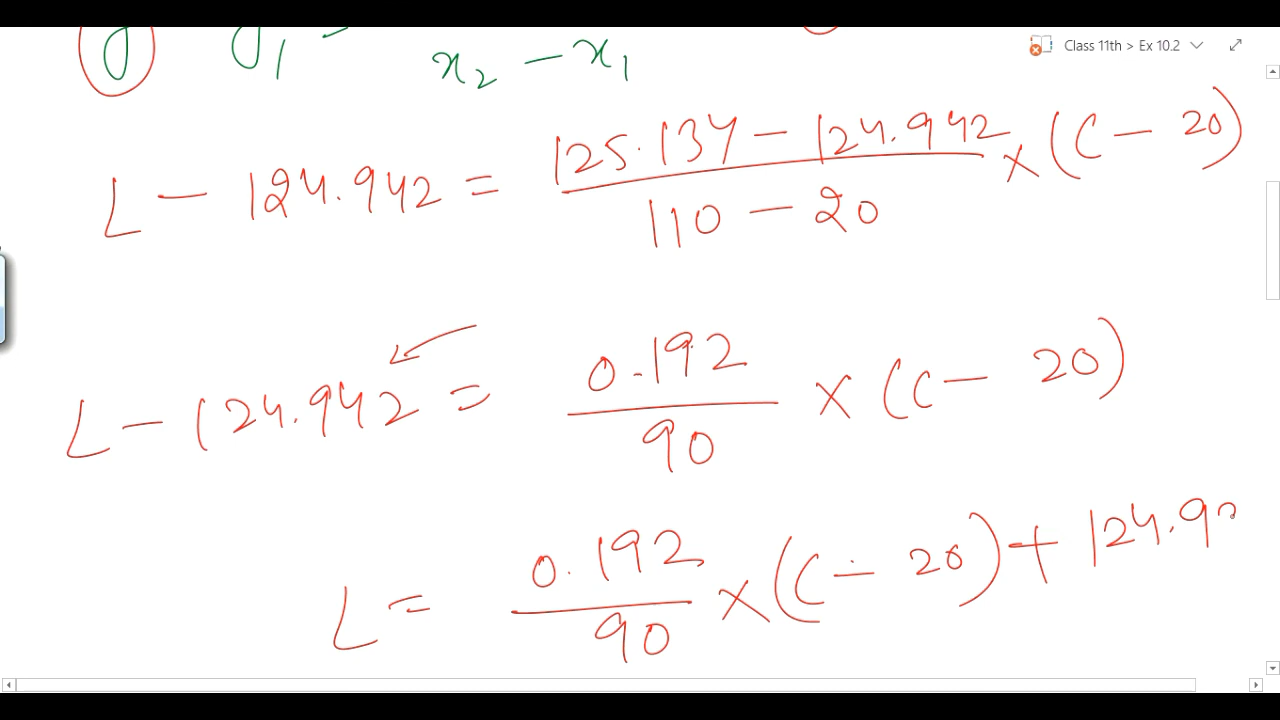 Class 11th > Ex 10.2
y y₁ =
x₂ - x₁
L - 124.942 = 125.134 - 124.942 / 110 - 20 × (C - 20)
L - 124.942 = 0.192 / 90 × (C - 20)
L = 0.192 / 90 × (C - 20) + 124.9